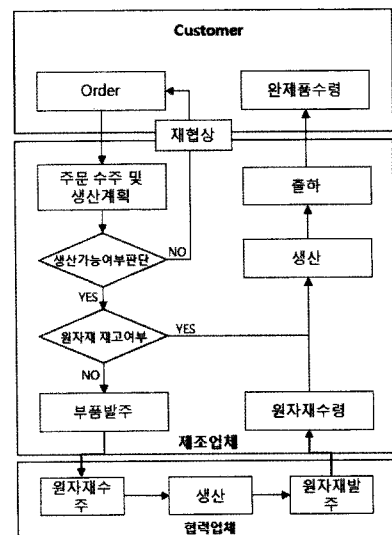 Customer
Order
완제품수령
재협상
주문 수주 및
생산계획
출하
생산가능여부판단
NO
생산
YES
원자재 재고여부
YES
NO
부품발주
원자재수령
제조업체
원자재수
주
생산
원자재발
주
협력업체